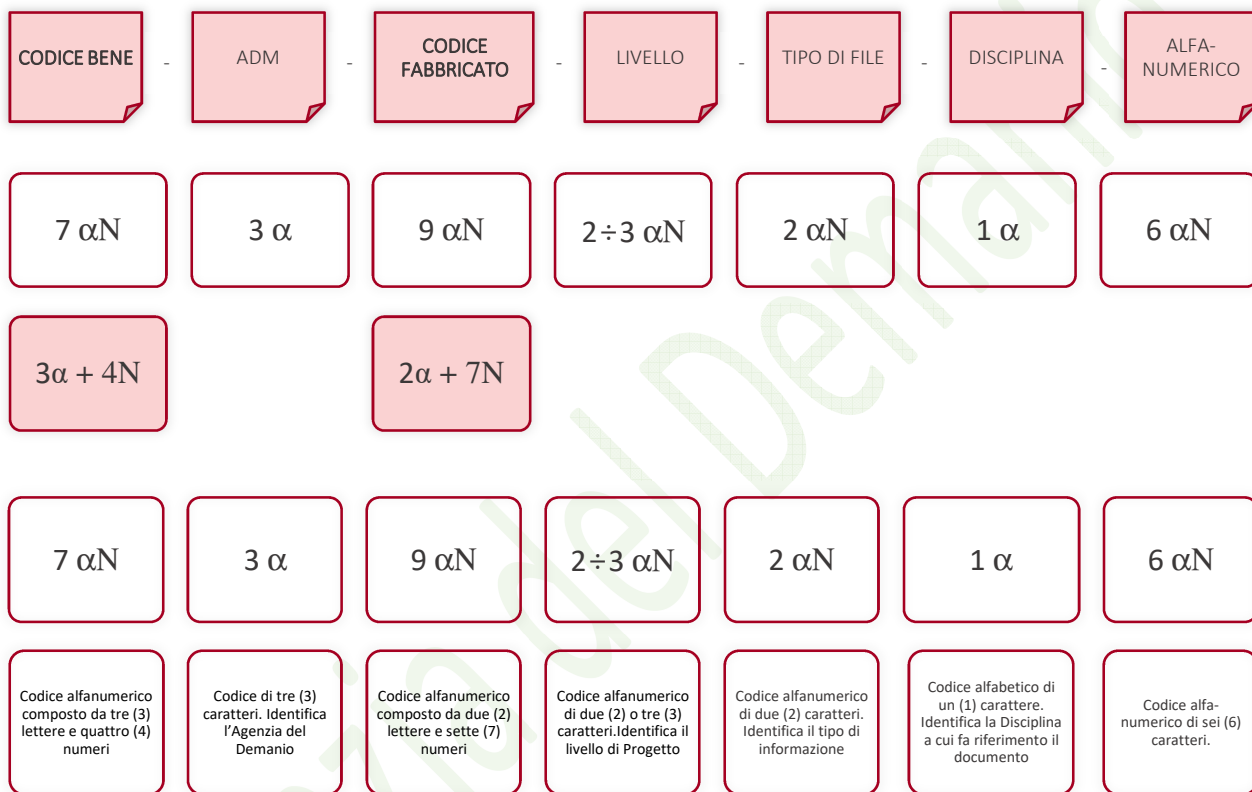 CODICE BENE - ADM - CODICE FABBRICATO - LIVELLO - TIPO DI FILE - DISCIPLINA - ALFA-NUMERICO
7 αN
3 α
9 αN
2÷3 αN
2 αN
1 α
6 αN
3α + 4N
2α + 7N
7 αN
3 α
9 αN
2÷3 αN
2 αN
1 α
6 αN
Codice alfanumerico
composto da tre (3)
lettere e quattro (4)
numeri
Codice di tre (3)
caratteri. Identifica
l'Agenzia del
Demanio
Codice alfanumerico
composto da due (2)
lettere e sette (7)
numeri
Codice alfanumerico
di due (2) o tre (3)
caratteri.Identifica il
livello di Progetto
Codice alfanumerico
di due (2) caratteri.
Identifica il tipo di
informazione
Codice alfabetico di
un (1) carattere.
Identifica la Disciplina
a cui fa riferimento il
documento
Codice alfa-
numerico di sei (6)
caratteri.
zia del Demanio